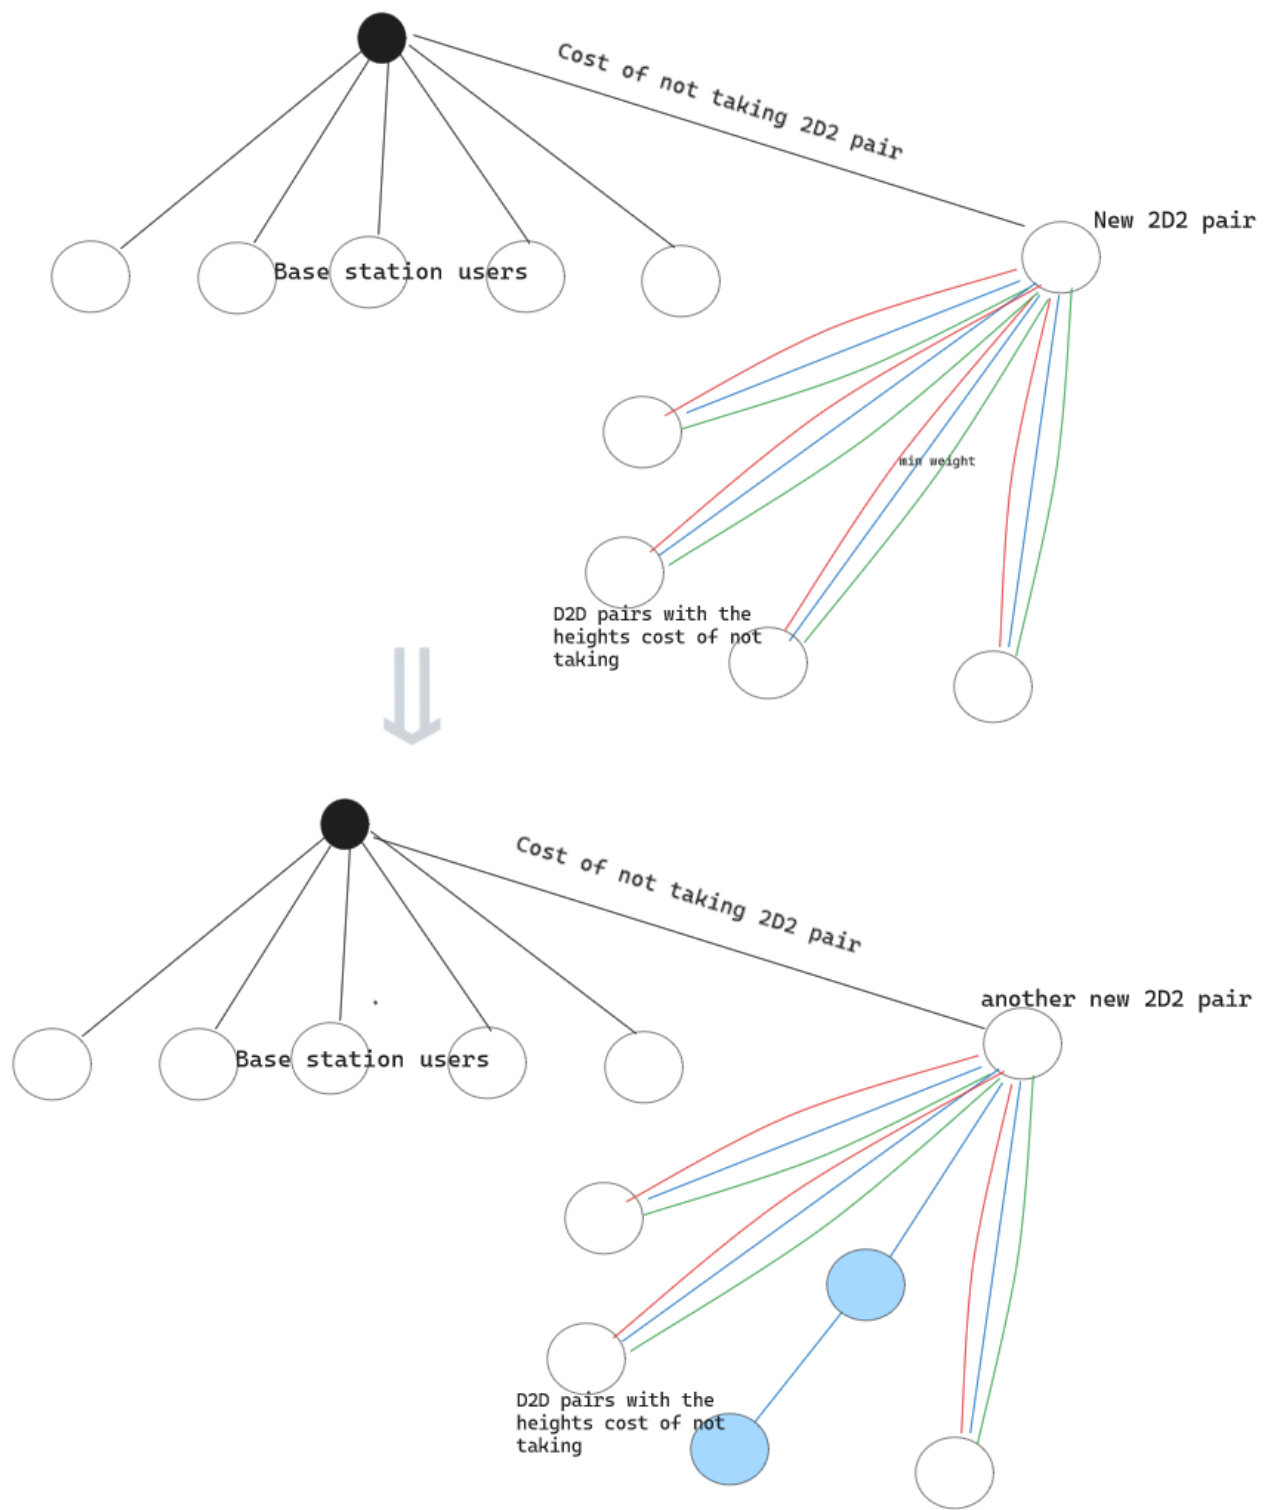 Cost of not taking 2D2 pair
New 2D2 pair
Base station users
min weight
D2D pairs with the
heights cost of not
taking
Cost of not taking 2D2 pair
another new 2D2 pair
Base station users
D2D pairs with the
heights cost of not
taking